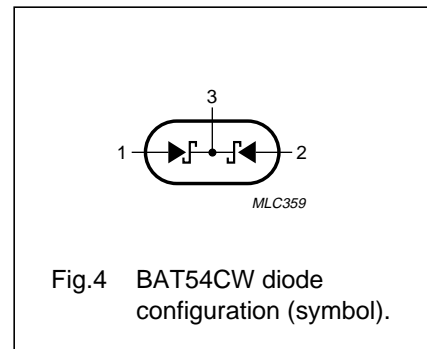 3
1
2
MLC359
Fig.4 BAT54CW diode
configuration (symbol).